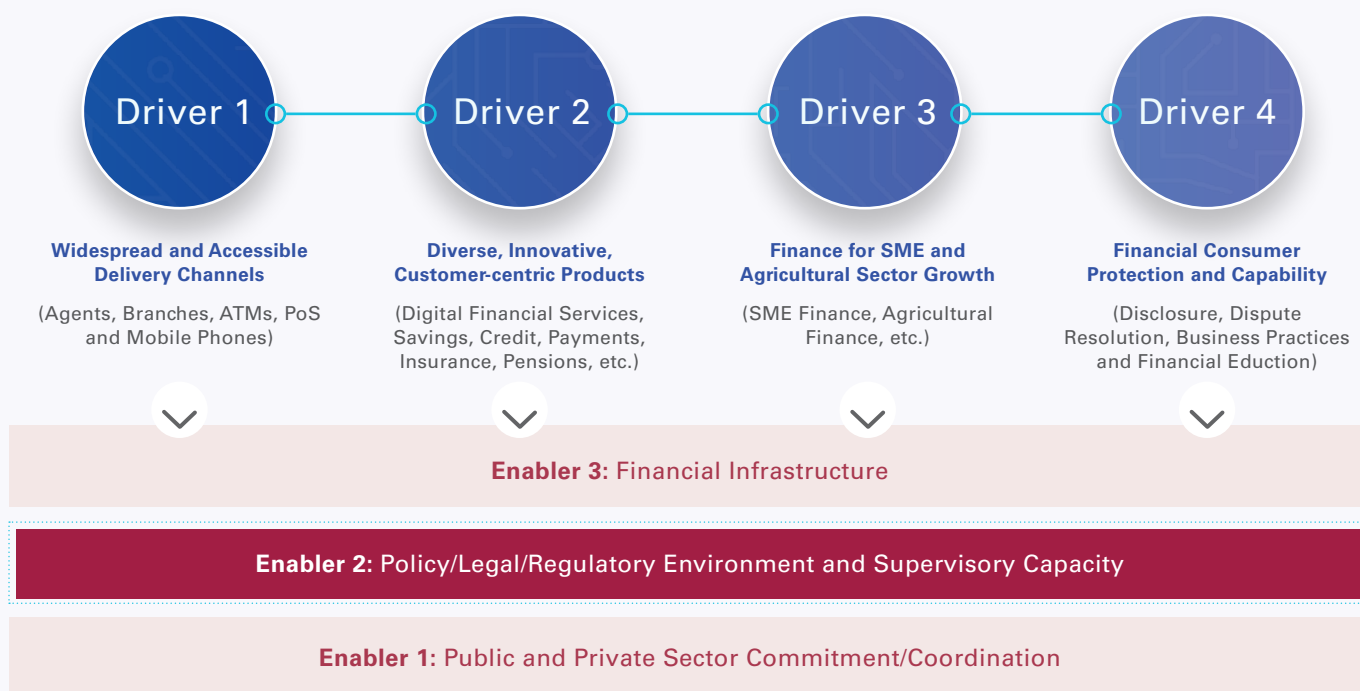 Driver 1
Driver 2
Driver 3
Driver 4
Widespread and Accessible
Delivery Channels
(Agents, Branches, ATMs, PoS
and Mobile Phones)
Diverse, Innovative,
Customer-centric Products
(Digital Financial Services,
Savings, Credit, Payments,
Insurance, Pensions, etc.)
Finance for SME and
Agricultural Sector Growth
(SME Finance, Agricultural
Finance, etc.)
Financial Consumer
Protection and Capability
(Disclosure, Dispute
Resolution, Business Practices
and Financial Eduction)
Enabler 3: Financial Infrastructure
Enabler 2: Policy/Legal/Regulatory Environment and Supervisory Capacity
Enabler 1: Public and Private Sector Commitment/Coordination